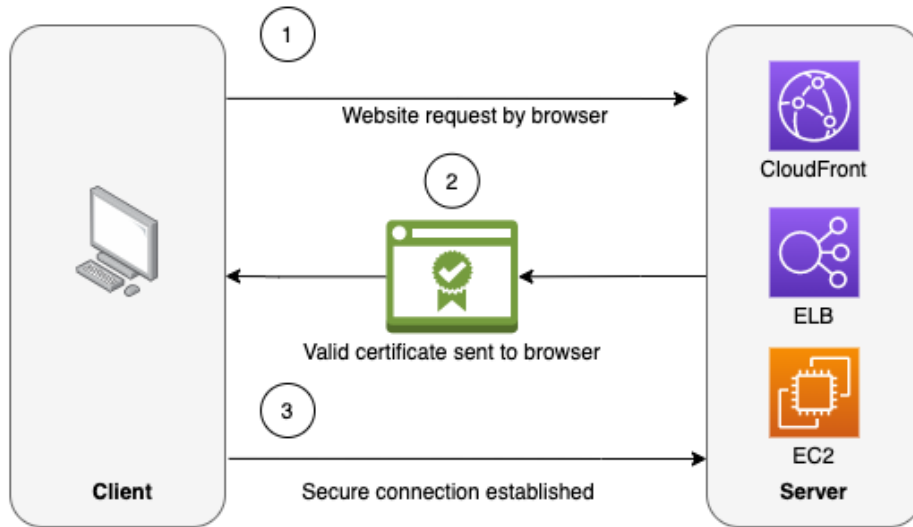 1
Website request by browser
CloudFront
2
ELB
Valid certificate sent to browser
3
EC2
Client
Secure connection established
Server